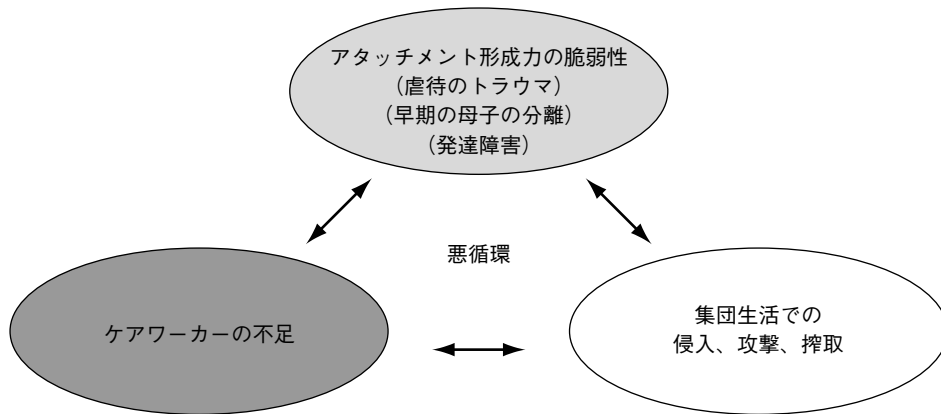 アタッチメント形成力の脆弱性
(虐待のトラウマ)
(早期の母子の分離)
(発達障害)
悪循環
ケアワーカーの不足
集団生活での
侵入、攻撃、搾取